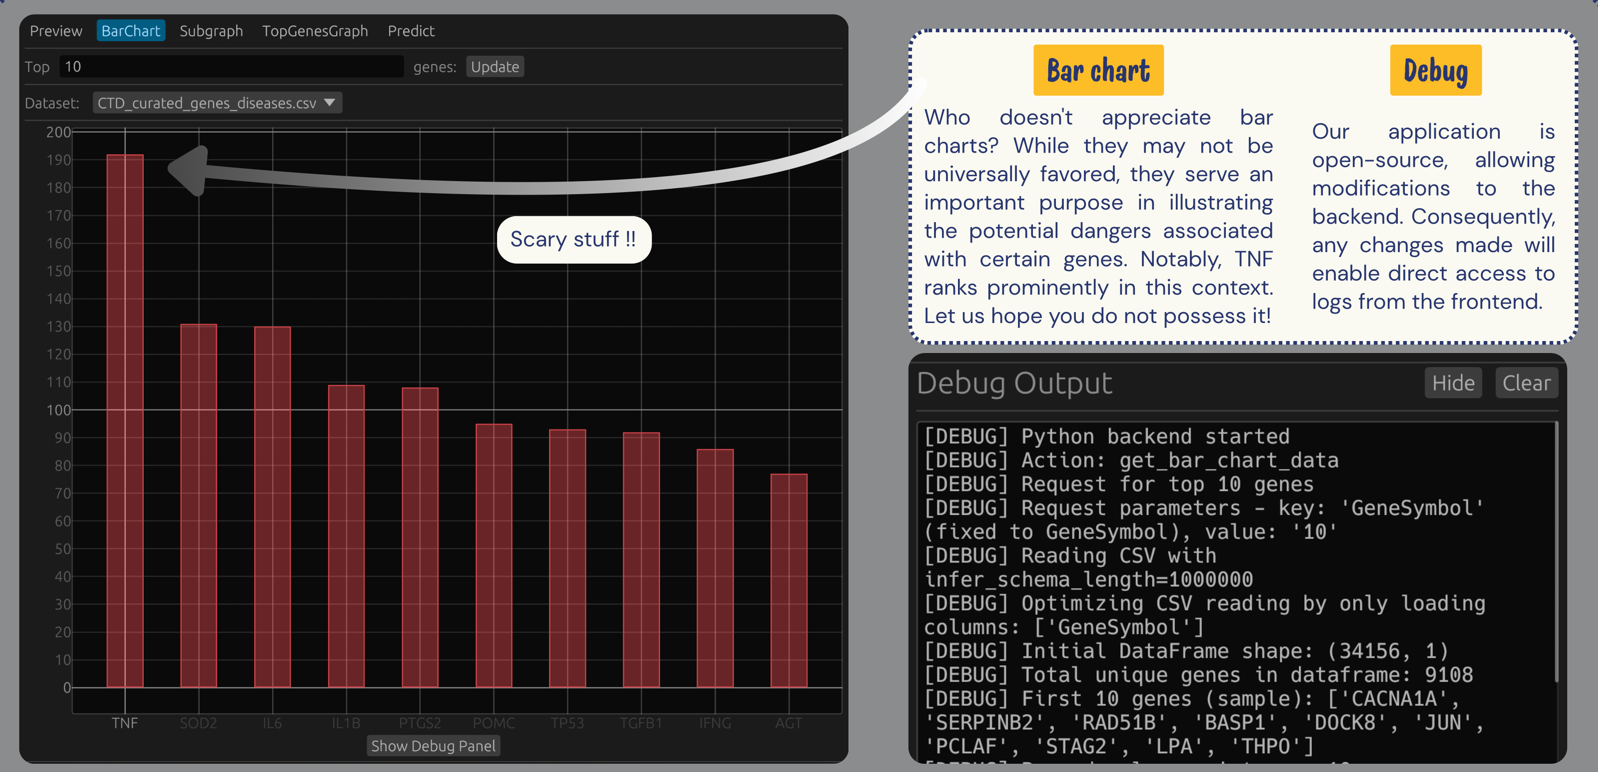 Preview BarChart Subgraph TopGenesGraph Predict
Top 10 genes: Update
Dataset: CTD_curated_genes_diseases.csv
200
190
180
170
160
150
140
130
120
110
100
90
80
70
60
50
40
30
20
10
0
TNF SOD2 IL6 IL1B PTGS2 POMC TP53 TGFB1 IFNG AGT
Show Debug Panel
Scary stuff !!
Bar chart
Who doesn't appreciate bar
charts? While they may not be
universally favored, they serve an
important purpose in illustrating
the potential dangers associated
with certain genes. Notably, TNF
ranks prominently in this context.
Let us hope you do not possess it!
Debug
Our application is
open-source, allowing
modifications to the
backend. Consequently,
any changes made will
enable direct access to
logs from the frontend.
Debug Output Hide Clear
[DEBUG] Python backend started
[DEBUG] Action: get_bar_chart_data
[DEBUG] Request for top 10 genes
[DEBUG] Request parameters - key: 'GeneSymbol'
(fixed to GeneSymbol), value: '10'
[DEBUG] Reading CSV with
infer_schema_length=1000000
[DEBUG] Optimizing CSV reading by only loading
columns: ['GeneSymbol']
[DEBUG] Initial DataFrame shape: (34156, 1)
[DEBUG] Total unique genes in dataframe: 9108
[DEBUG] First 10 genes (sample): ['CACNA1A',
'SERPINB2', 'RAD51B', 'BASP1', 'DOCK8', 'JUN',
'PCLAF', 'STAG2', 'LPA', 'THPO']